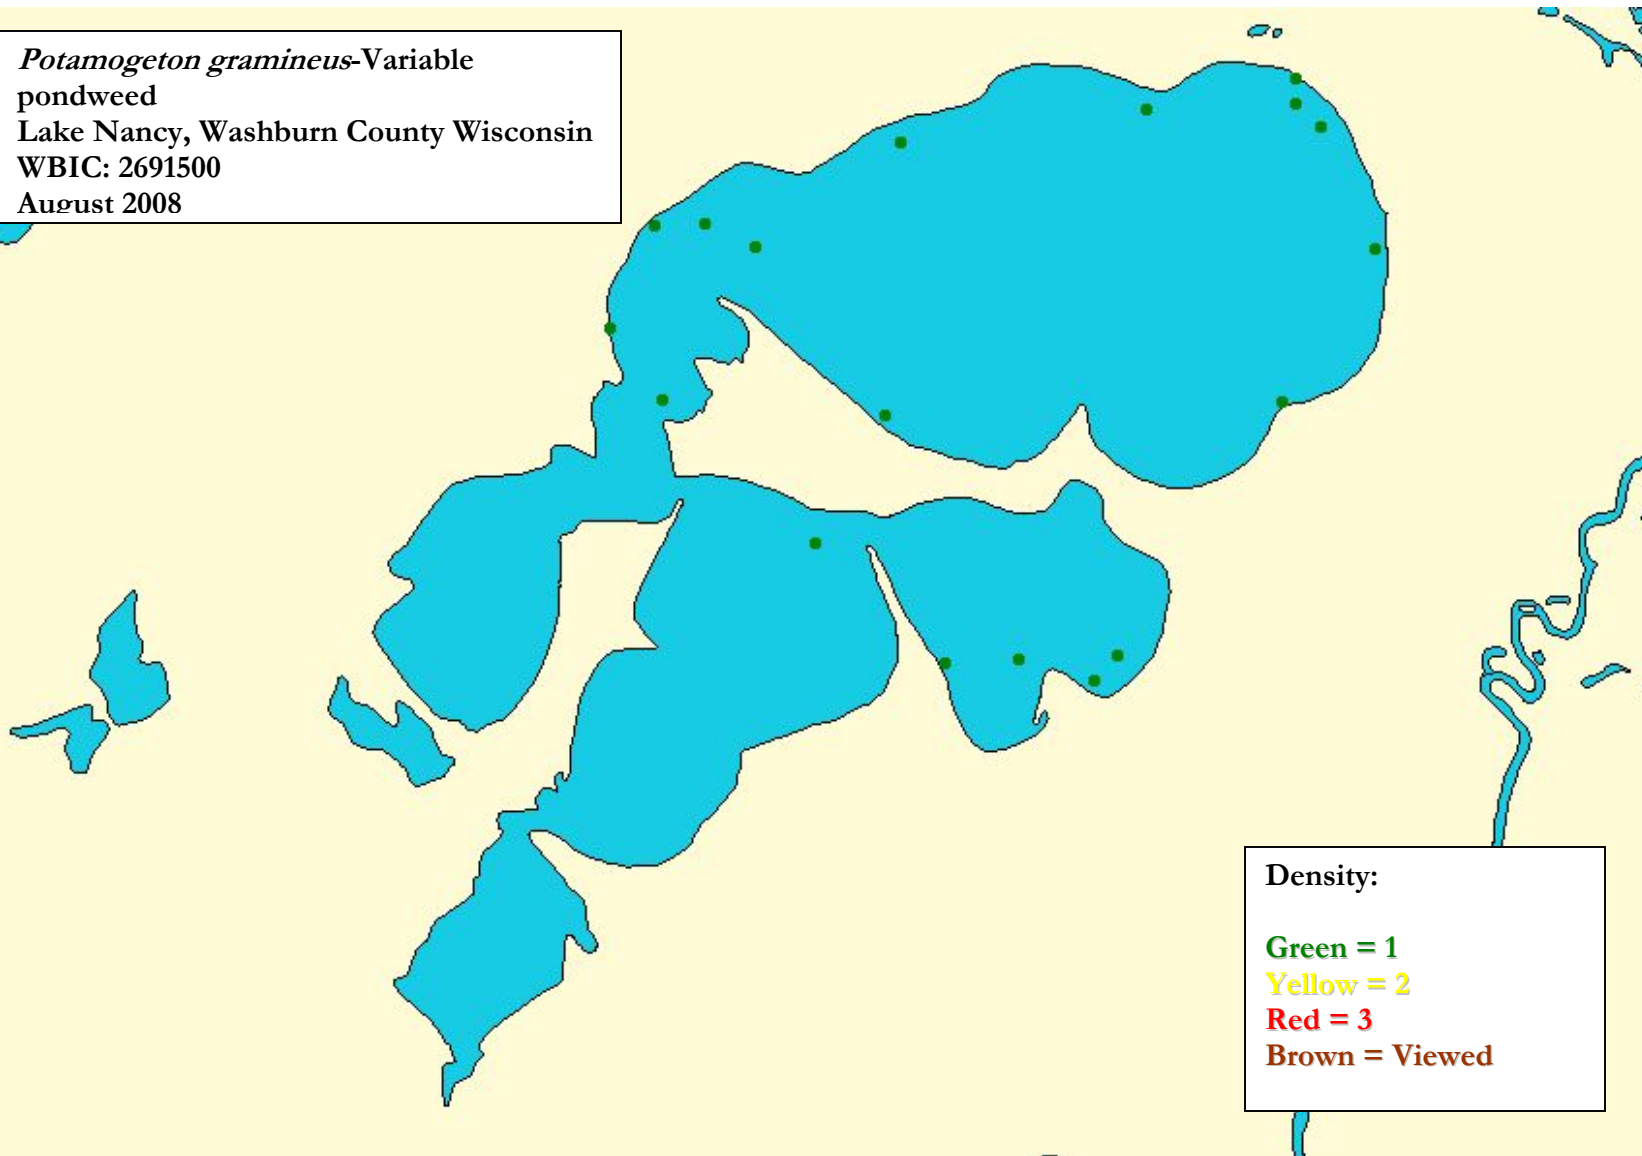 Potamogeton gramineus-Variable
pondweed
Lake Nancy, Washburn County Wisconsin
WBIC: 2691500
August 2008
Density:
Green = 1
Yellow = 2
Red = 3
Brown = Viewed